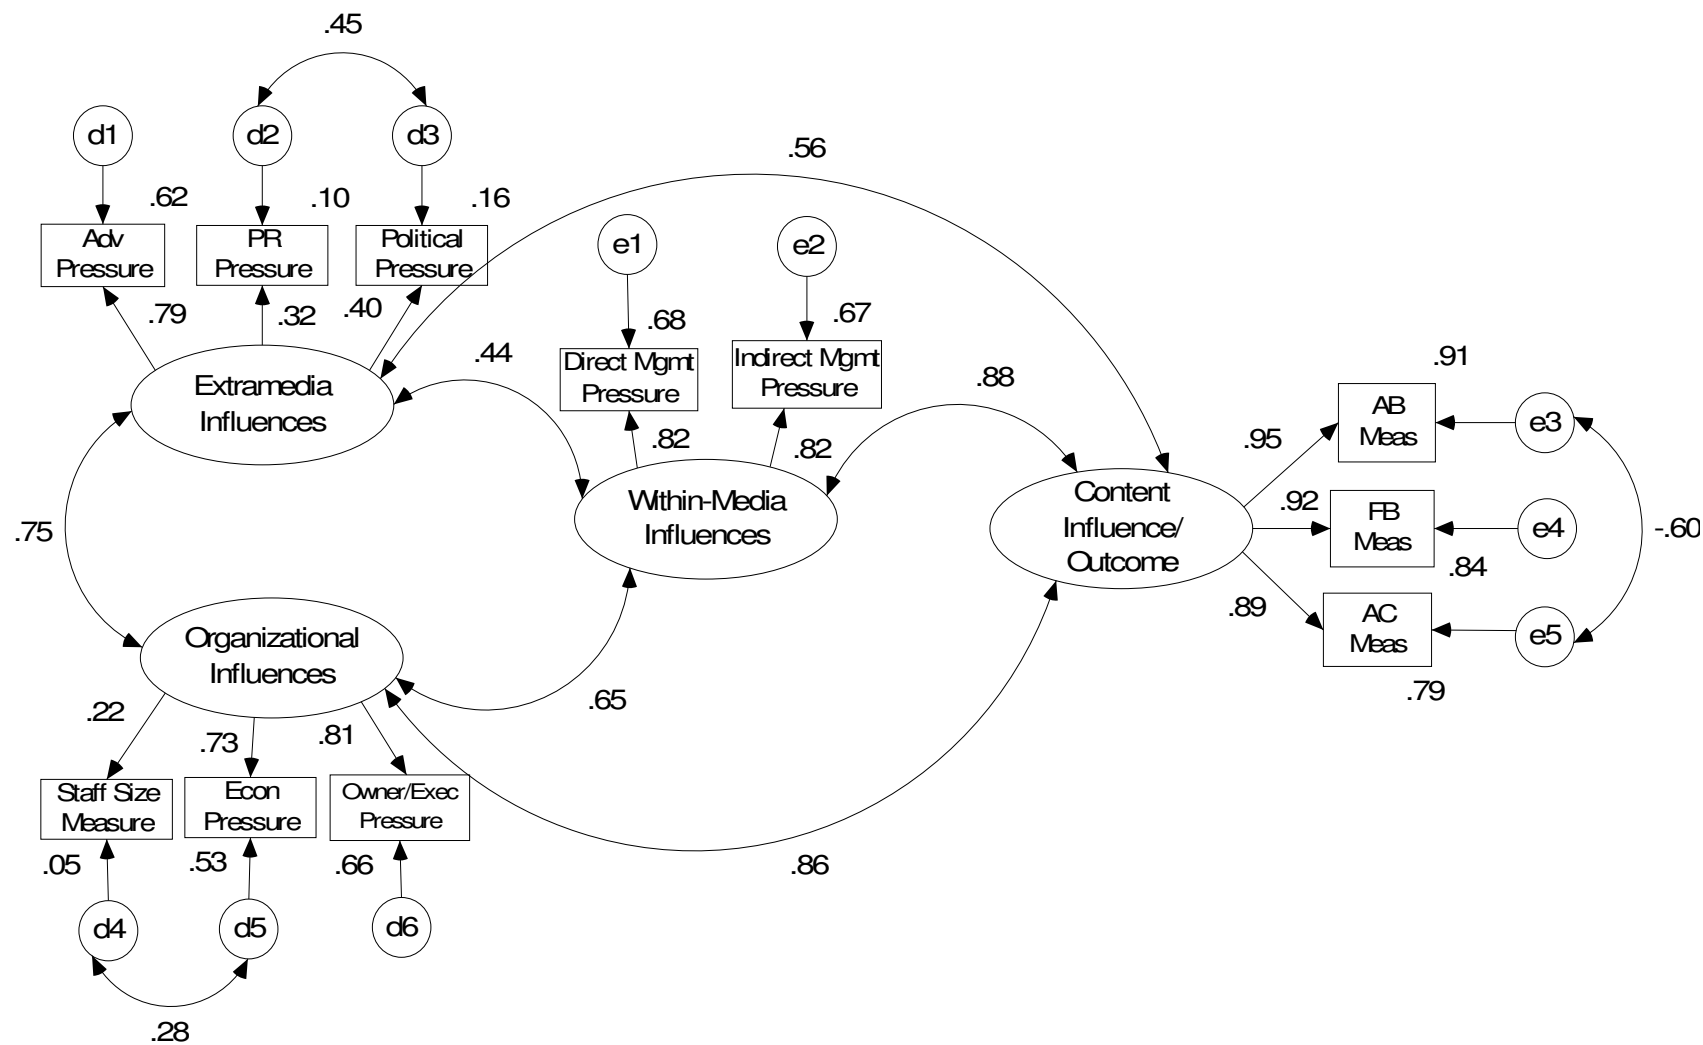 .45
d1
d2
d3
.56
.62
.10
.16
Adv
Pressure
PR
Pressure
Political
Pressure
e1
e2
.79
.32
.40
.68
.67
.44
Direct Mgmt
Pressure
Indirect Mgmt
Pressure
.88
.91
Extramedia
Influences
AB
Meas
e3
.82
.82
.95
Within-Media
Influences
Content
Influence/
Outcome
.92
FB
Meas
e4
-.60
.75
.84
.89
AC
Meas
e5
Organizational
Influences
.65
.79
.22
.73
.81
Staff Size
Measure
Econ
Pressure
Owner/Exec
Pressure
.05
.53
.66
.86
d4
d5
d6
.28